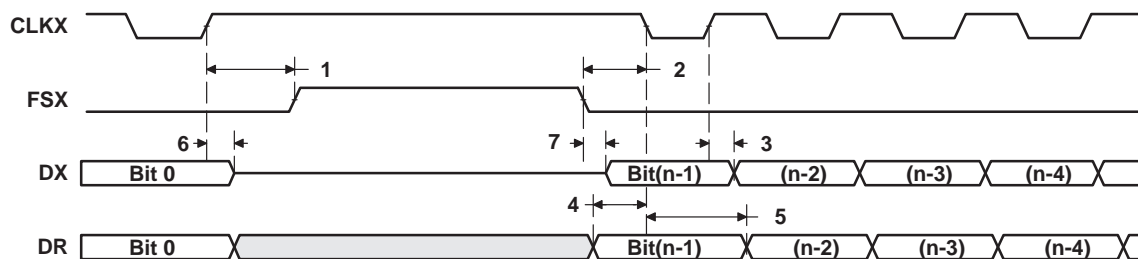 CLKX
1
2
FSX
6
7
3
DX
Bit 0
Bit(n-1)
(n-2)
(n-3)
(n-4)
4
5
DR
Bit 0
Bit(n-1)
(n-2)
(n-3)
(n-4)